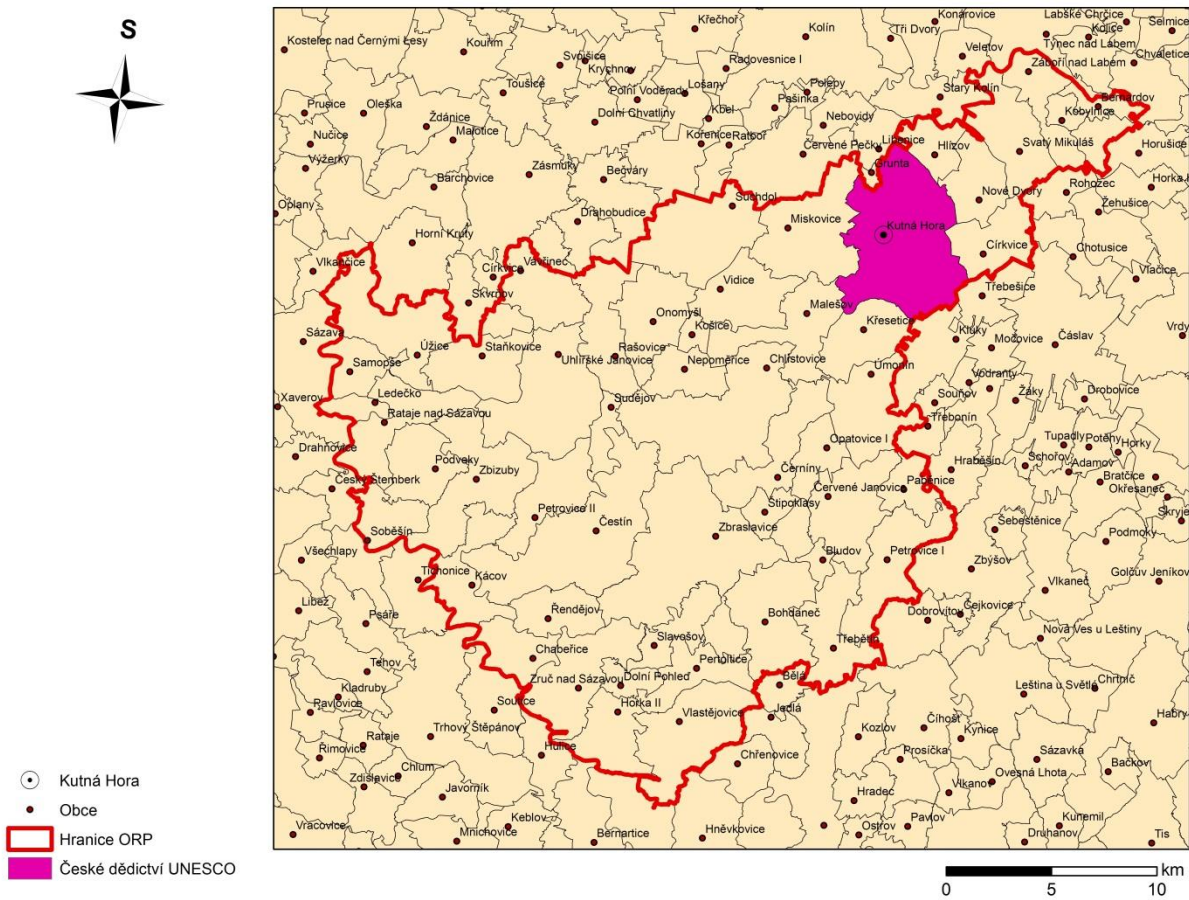 S
Kutná Hora
Obce
Hranice ORP
České dědictví UNESCO
Křečhoř
Kolín
Konárovice
Labské Chrčice
Selmice
Kojice
Tři Dvory
Týnec nad Labem
Kostelec nad Černými Lesy
Kouřim
Svojšice
Krychnov
Radovesnice I
Veletov
Záboří nad Labem
Chvaletice
Toušice
Polní Voděrady
Lošany
Polepy
Pašinka
Starý Kolín
Bernardov
Prusice
Oleška
Dolní Chvatliny
Kbel
Nebovidy
Kobylnice
Ždánice
Nučice
Malotice
Kořenice
Ratboř
Červené Pečky
Libenice
Hlízov
Svatý Mikuláš
Horušice
Výžerky
Zásmuky
Bečváry
Grunta
Barchovice
Nové Dvory
Rohozec
Horka
Žehušice
Oplany
Suchdol
Drahobudice
Miskovice
Kutná Hora
Horní Kruty
Církvice
Chotusice
Vlkančice
Církvice
Vavřinec
Vidice
Vlačice
Skvrňov
Třebešice
Malešov
Onomyšl
Košice
Křesetice
Kluky
Močovice
Čáslav
Vrdy
Sázava
Úžice
Staňkovice
Uhlířské Janovice
Rašovice
Nepoměřice
Chlístovice
Úmonín
Samopše
Vodranty
Žáky
Drobovice
Xaverov
Ledečko
Rataje nad Sázavou
Sudějov
Souňov
Třebonín
Drahňovice
Opatovice I
Tupadly
Potěhy
Horky
Podveky
Zbizuby
Černíny
Hraběšín
Schořov
Adamov
Bratčice
Okřesaneč
Český Šternberk
Červené Janovice
Paběnice
Štipoklasy
Skryje
Petrovice II
Čestín
Zbraslavice
Šebestěnice
Podmoky
Soběšín
Všechlapy
Bludov
Petrovice I
Zbýšov
Golčův Jeníkov
Tichonice
Kácov
Vlkaneč
Libež
Psáře
Řendějov
Bohdaneč
Dobrovítov
Čejkovice
Slavošov
Třebětín
Nová Ves u Leštiny
Tehov
Chabeřice
Pertoltice
Kladruby
Zruč nad Sázavou
Dolní Pohleď
Bělá
Leština u Světlé
Chrtníč
Pavlovice
Soutice
Horka II
Vlastějovice
Jedlá
Habry
Rataje
Trhový Štěpánov
Kozlov
Číhošť
Kynice
Římovice
Hulice
Chřenovice
Prosíčka
Sázavka
Zdislavice
Chlum
Javorník
Vlkanov
Ovesná Lhota
Bačkov
Hradec
Vracovice
Keblov
Mnichovice
Bernartice
Hněvkovice
Ostrov
Pavlov
Kunemil
Druhanov
Tis
km
0 5 10